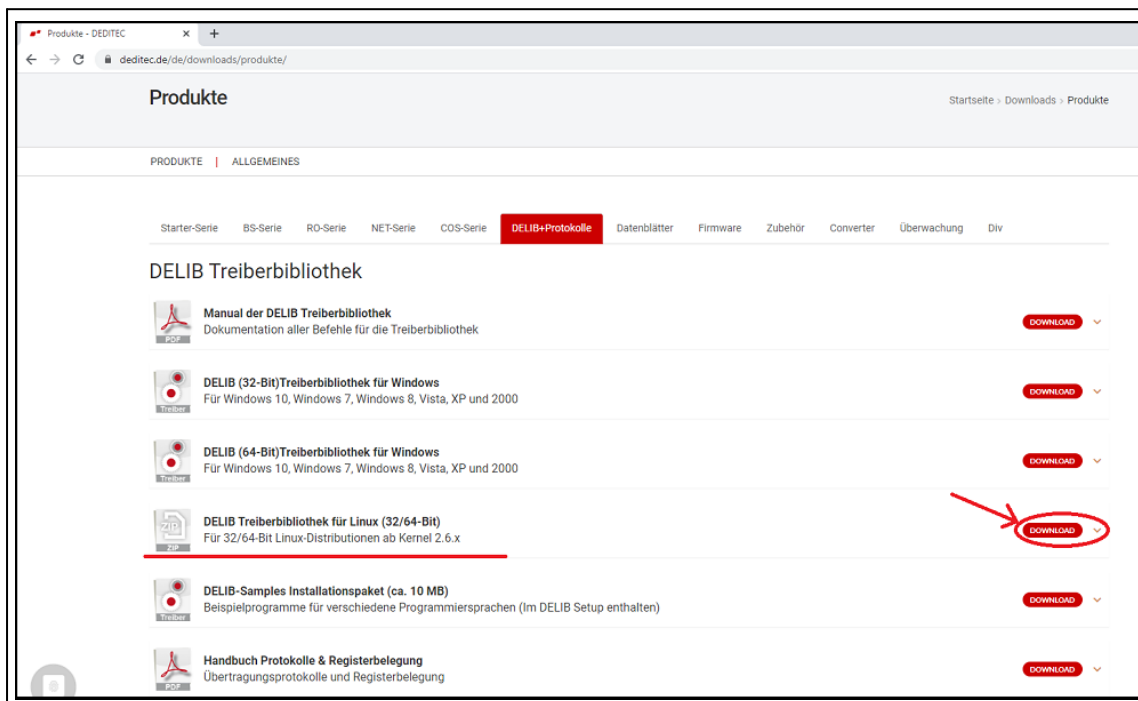 Produkte - DEDITEC
deditec.de/de/downloads/produkte/
Produkte
Startseite > Downloads > Produkte
PRODUKTE | ALLGEMEINES
Starter-Serie BS-Serie RO-Serie NET-Serie COS-Serie DELIB+Protokolle Datenblätter Firmware Zubehör Converter Überwachung Div
DELIB Treiberbibliothek
Manual der DELIB Treiberbibliothek
Dokumentation aller Befehle für die Treiberbibliothek
PDF
DOWNLOAD
DELIB (32-Bit)Treiberbibliothek für Windows
Für Windows 10, Windows 7, Windows 8, Vista, XP und 2000
Treiber
DOWNLOAD
DELIB (64-Bit)Treiberbibliothek für Windows
Für Windows 10, Windows 7, Windows 8, Vista, XP und 2000
Treiber
DOWNLOAD
DELIB Treiberbibliothek für Linux (32/64-Bit)
Für 32/64-Bit Linux-Distributionen ab Kernel 2.6.x
ZIP
ZIP
DOWNLOAD
DELIB-Samples Installationspaket (ca. 10 MB)
Beispielprogramme für verschiedene Programmiersprachen (Im DELIB Setup enthalten)
Treiber
DOWNLOAD
Handbuch Protokolle & Registerbelegung
Übertragungsprotokolle und Registerbelegung
PDF
DOWNLOAD